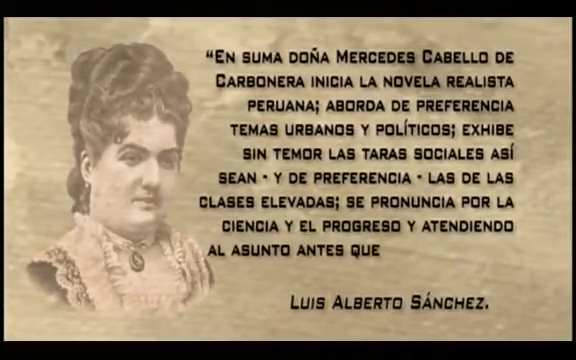 “En suma doña Mercedes Cabello de
Carbonera inicia la novela realista
peruana; aborda de preferencia
temas urbanos y políticos; exhibe
sin temor las taras sociales así
sean - y de preferencia - las de las
clases elevadas; se pronuncia por la
ciencia y el progreso y atendiendo
al asunto antes que
Luis Alberto Sánchez.